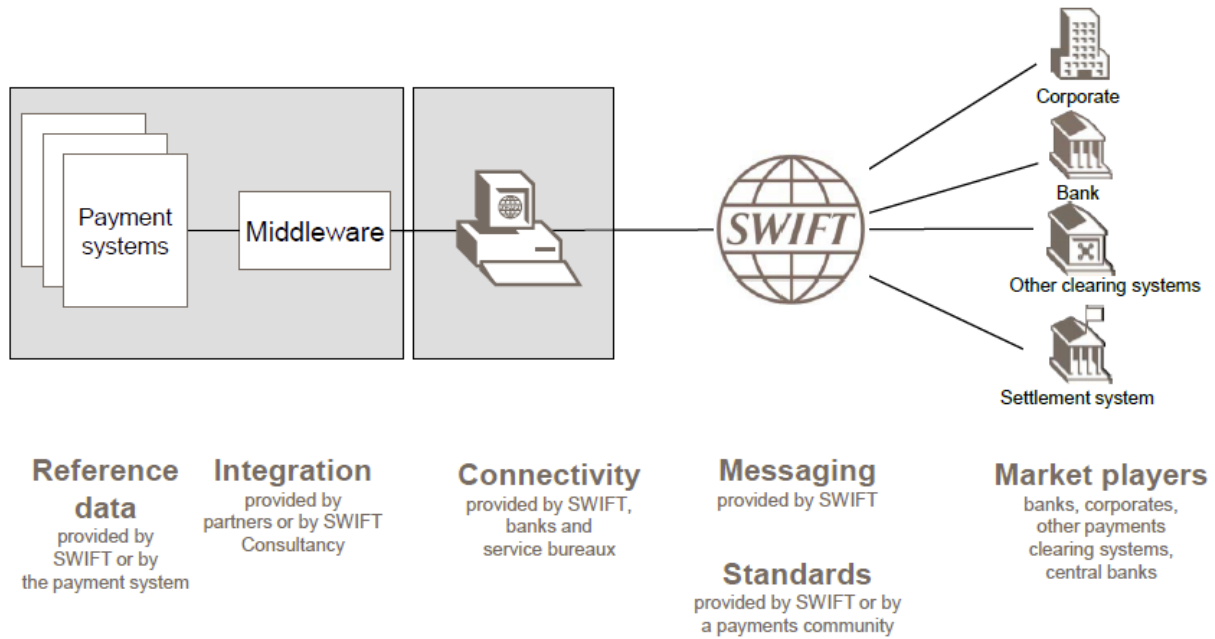 Corporate
Bank
Other clearing systems
Settlement system
Payment
systems
Middleware
SWIFT
Reference
data
provided by
SWIFT or by
the payment system
Integration
provided by
partners or by SWIFT
Consultancy
Connectivity
provided by SWIFT,
banks and
service bureaux
Messaging
provided by SWIFT
Standards
provided by SWIFT or by
a payments community
Market players
banks, corporates,
other payments
clearing systems,
central banks